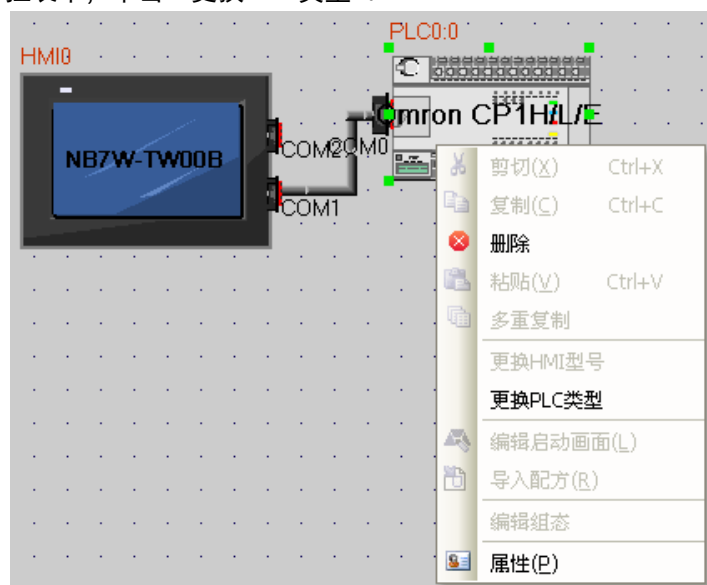 PLC0:0
HMI0
Omron CP1H/L/E
NB7W-TW00B
COM2
COM0
COM1
剪切(X) Ctrl+X
复制(C) Ctrl+C
删除
粘贴(V) Ctrl+V
多重复制
更换HMI型号
更换PLC类型
编辑启动画面(L)
导入配方(R)
编辑组态
属性(P)